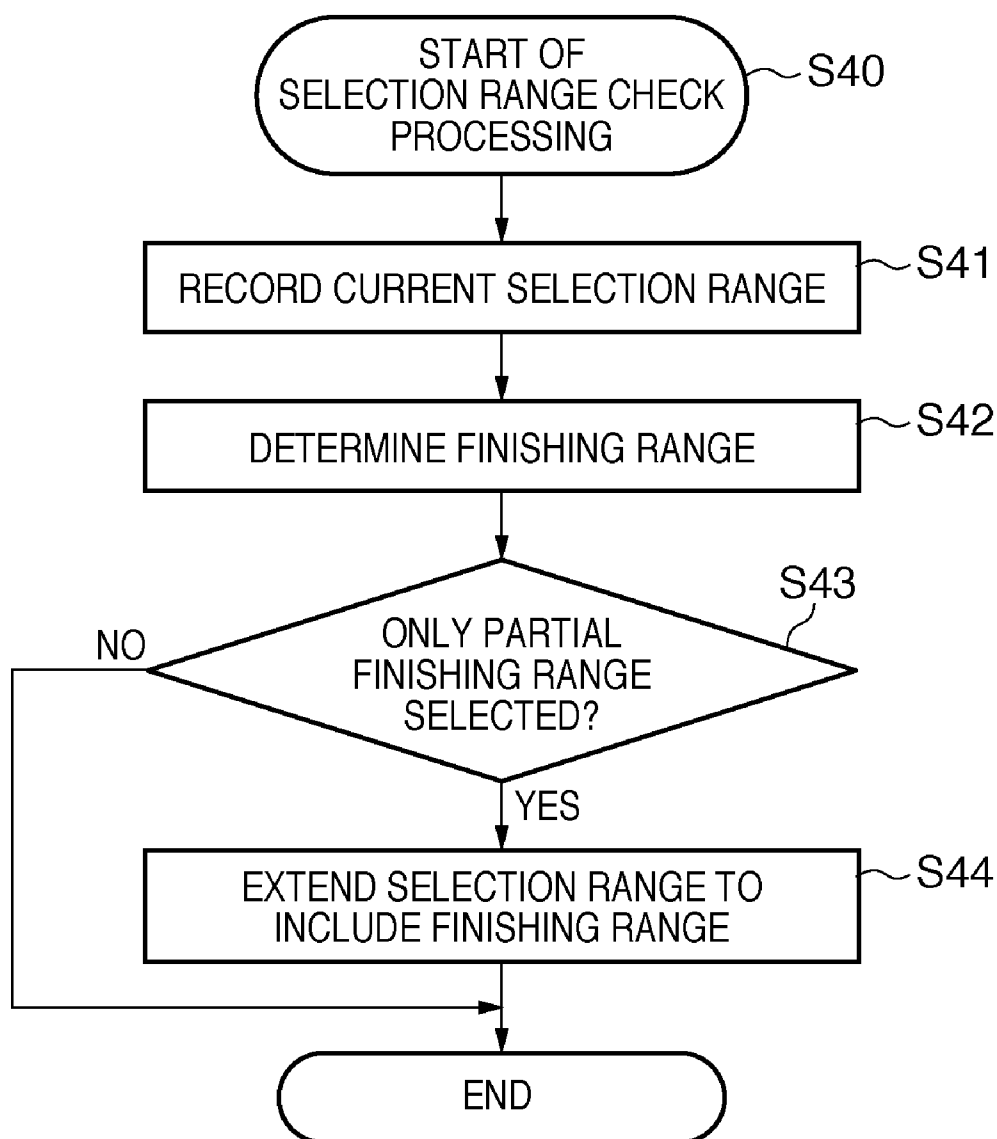 START OF
SELECTION RANGE CHECK
PROCESSING
S40
RECORD CURRENT SELECTION RANGE
S41
DETERMINE FINISHING RANGE
S42
ONLY PARTIAL
FINISHING RANGE
SELECTED?
S43
NO
YES
EXTEND SELECTION RANGE TO
INCLUDE FINISHING RANGE
S44
END